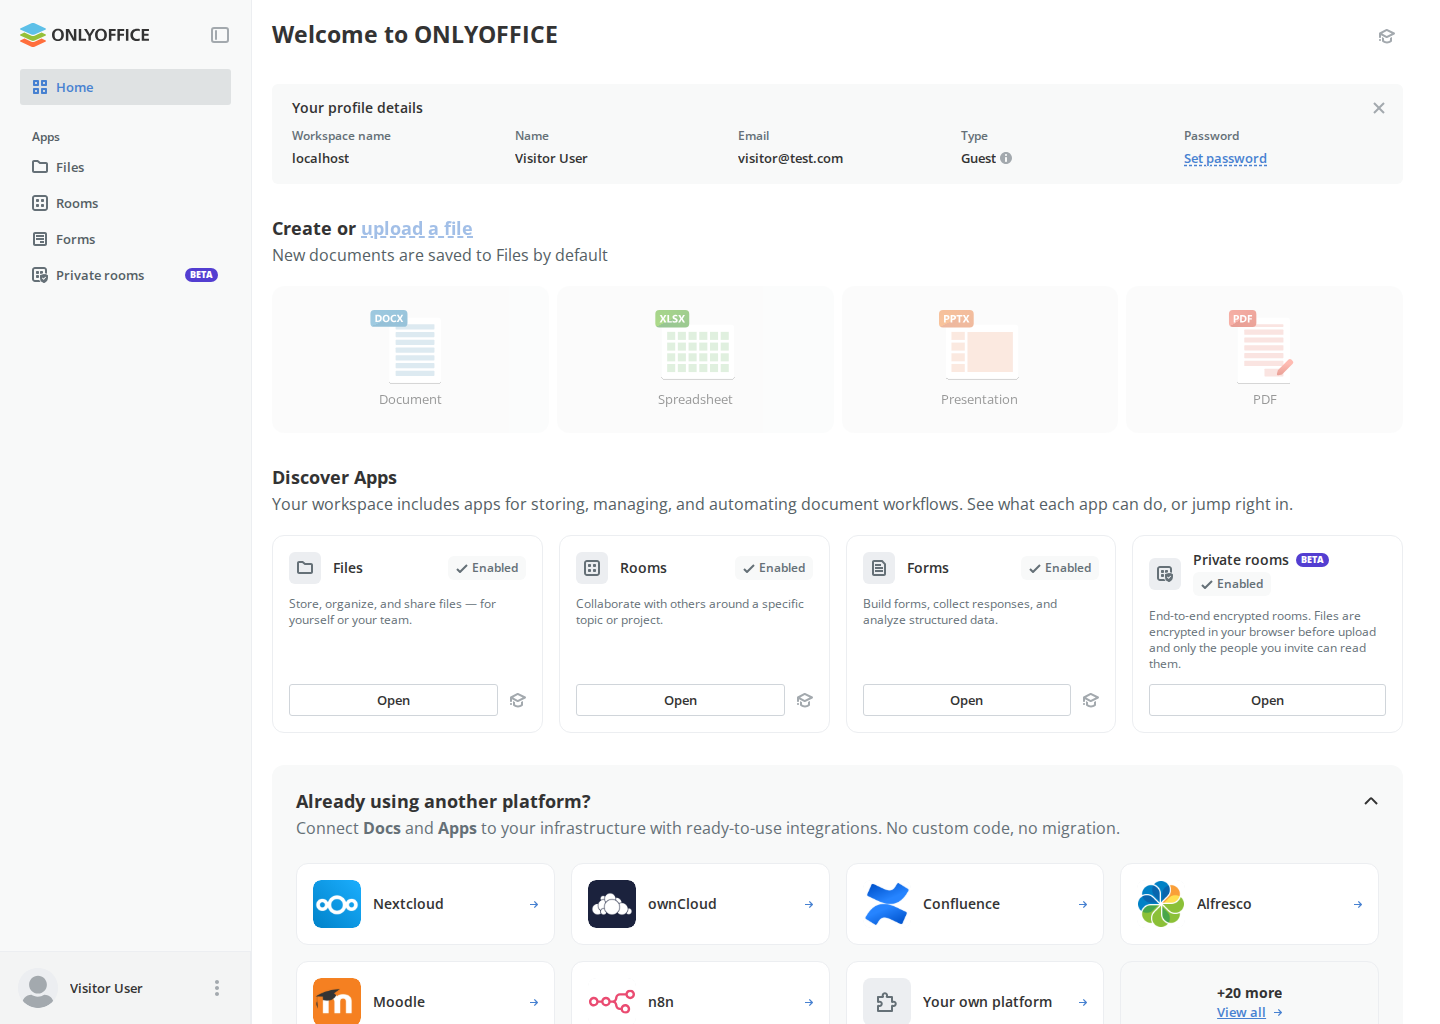 ONLYOFFICE
Home
Apps
Files
Rooms
Forms
Private rooms BETA
Visitor User
Welcome to ONLYOFFICE
Your profile details
Workspace name Name Email Type Password
localhost Visitor User visitor@test.com Guest Set password
Create or upload a file
New documents are saved to Files by default
DOCX XLSX PPTX PDF
Document Spreadsheet Presentation PDF
Discover Apps
Your workspace includes apps for storing, managing, and automating document workflows. See what each app can do, or jump right in.
Files Enabled
Store, organize, and share files — for
yourself or your team.
Open
Rooms Enabled
Collaborate with others around a specific
topic or project.
Open
Forms Enabled
Build forms, collect responses, and
analyze structured data.
Open
Private rooms BETA
Enabled
End-to-end encrypted rooms. Files are
encrypted in your browser before upload
and only the people you invite can read
them.
Open
Already using another platform?
Connect Docs and Apps to your infrastructure with ready-to-use integrations. No custom code, no migration.
Nextcloud ownCloud Confluence Alfresco
Moodle n8n Your own platform +20 more
View all